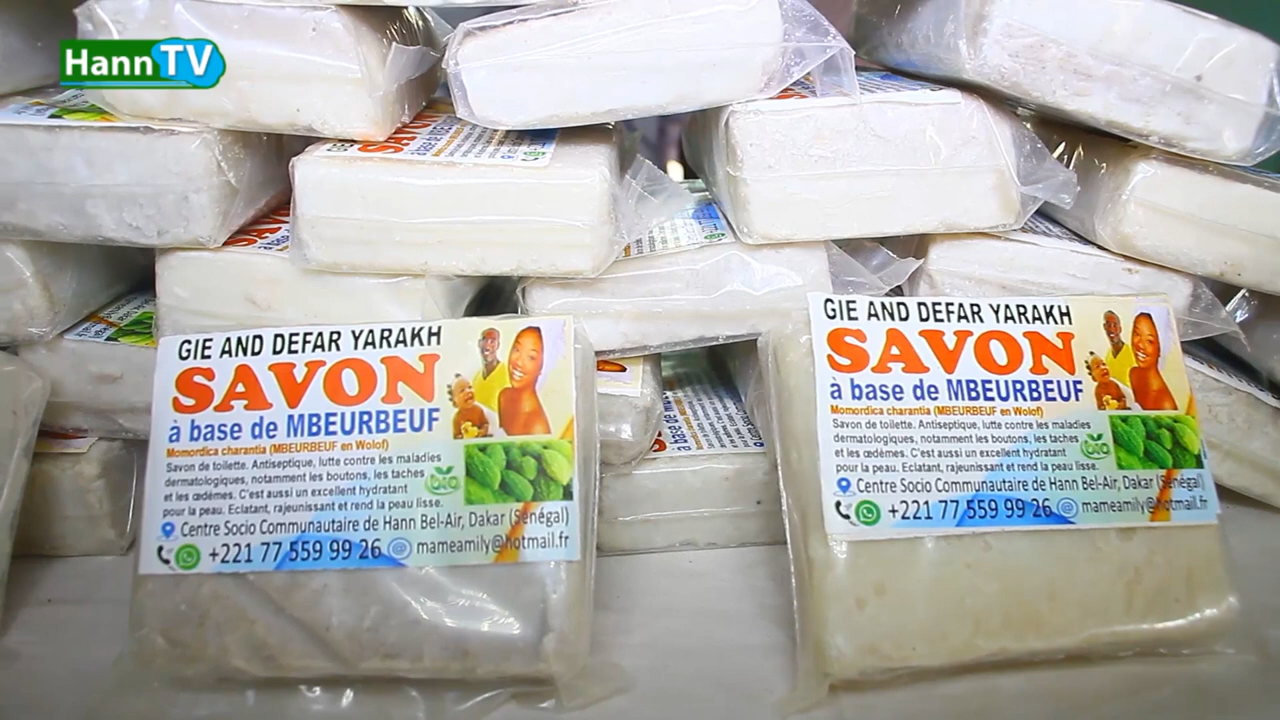 HannTV
GIE AND DEFAR YARAKH
SAVON
à base de MBEURBEUF
Momordica charantia (MBEURBEUF en Wolof)
Savon de toilette. Antiseptique, lutte contre les maladies
dermatologiques, notamment les boutons, les taches
et les œdèmes. C'est aussi un excellent hydratant
pour la peau. Eclatant, rajeunissant et rend la peau lisse.
bio
Centre Socio Communautaire de Hann Bel-Air, Dakar (Sénégal)
+221 77 559 99 26 @ mameamily@hotmail.fr
GIE AND DEFAR YARAKH
SAVON
à base de MBEURBEUF
Momordica charantia (MBEURBEUF en Wolof)
Savon de toilette. Antiseptique, lutte contre les maladies
dermatologiques, notamment les boutons, les taches
et les œdèmes. C'est aussi un excellent hydratant
pour la peau. Eclatant, rajeunissant et rend la peau lisse.
bio
Centre Socio Communautaire de Hann Bel-Air, Dakar (Sénégal)
+221 77 559 99 26 @ mameamily@hotmail.fr